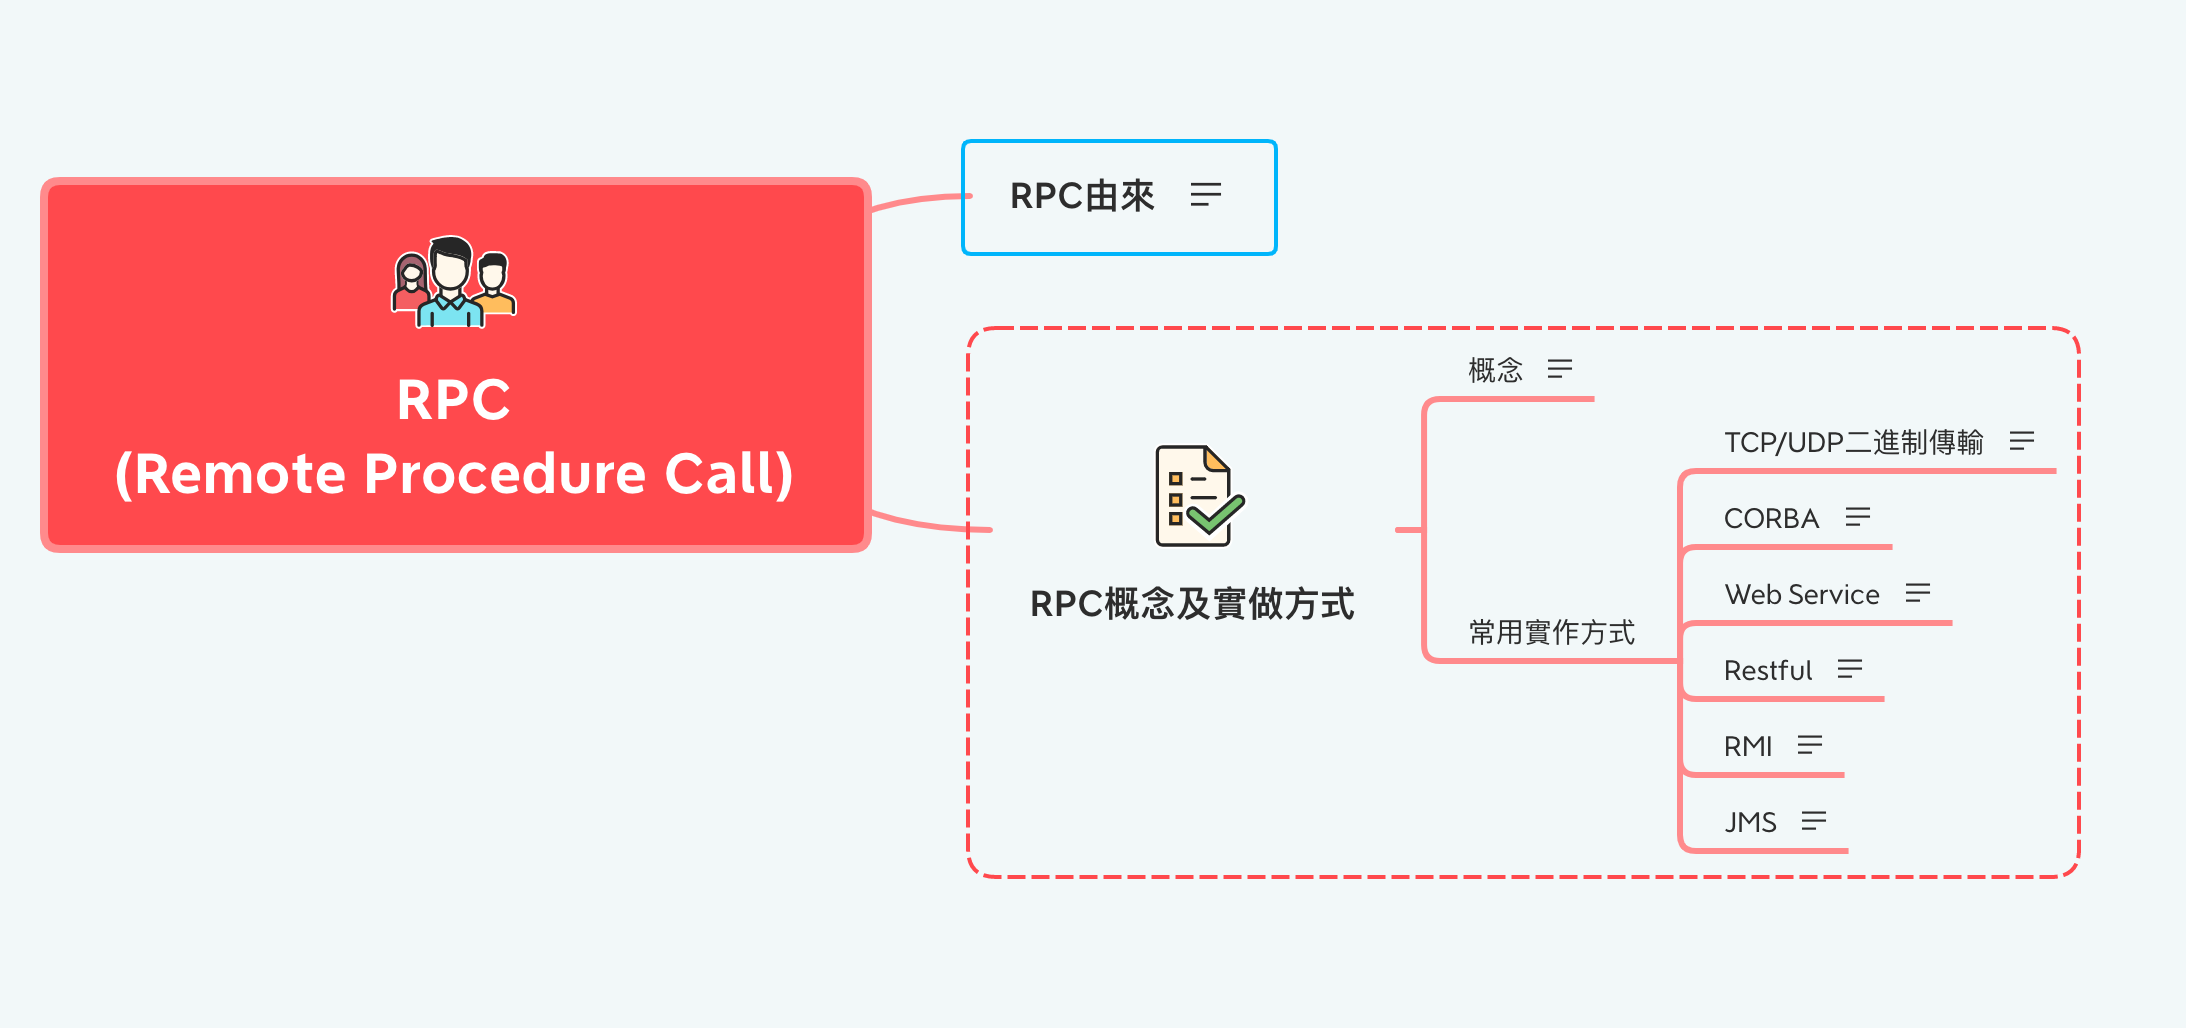 RPC
(Remote Procedure Call)
RPC由來
RPC概念及實做方式
概念
常用實作方式
TCP/UDP二進制傳輸
CORBA
Web Service
Restful
RMI
JMS